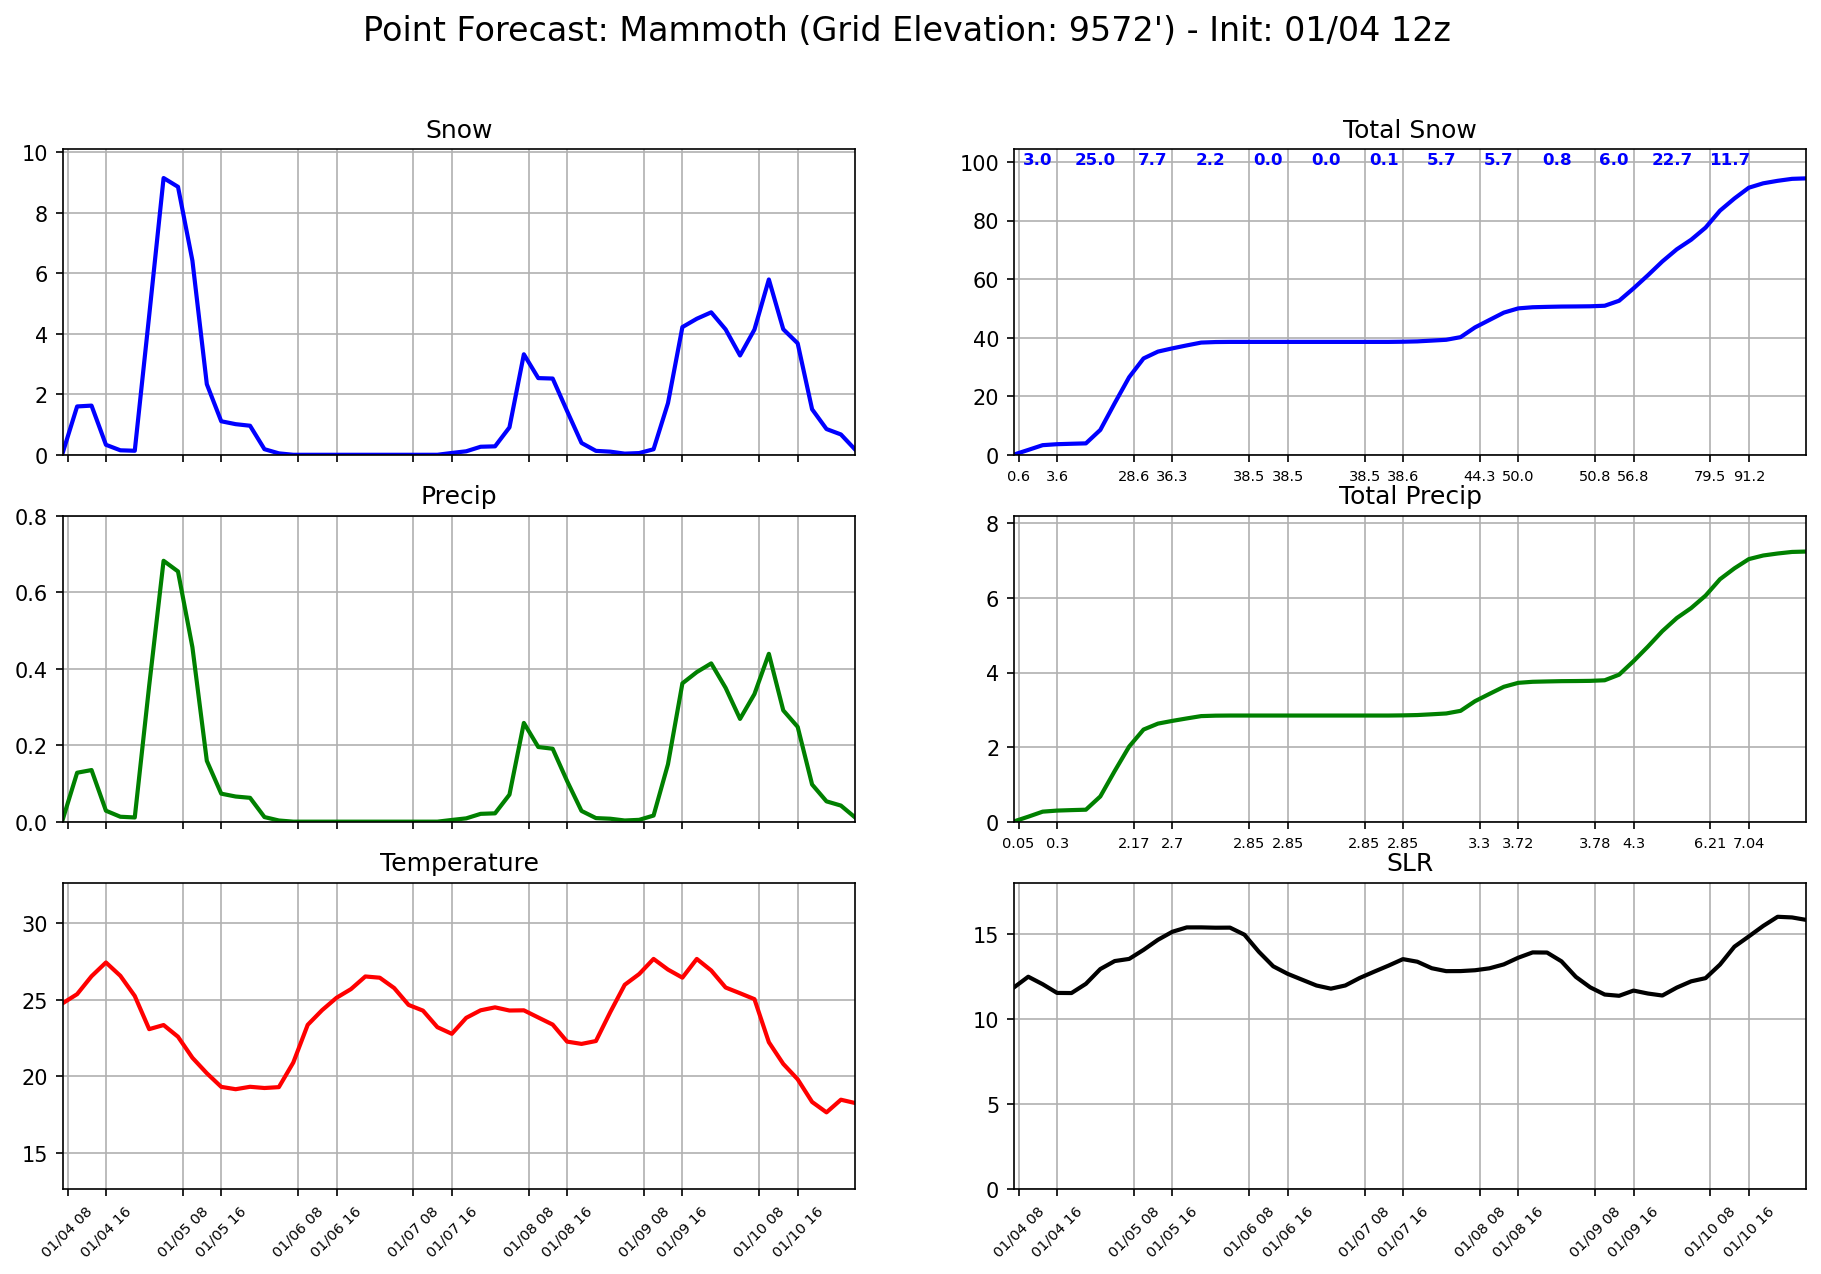 Point Forecast: Mammoth (Grid Elevation: 9572') - Init: 01/04 12z
Snow
10
8
6
4
2
0
Total Snow
3.0 25.0 7.7 2.2 0.0 0.0 0.1 5.7 5.7 0.8 6.0 22.7 11.7
100
80
60
40
20
0
0.6 3.6 28.6 36.3 38.5 38.5 38.5 38.6 44.3 50.0 50.8 56.8 79.5 91.2
Precip
0.8
0.6
0.4
0.2
0.0
Total Precip
8
6
4
2
0
0.05 0.3 2.17 2.7 2.85 2.85 2.85 2.85 3.3 3.72 3.78 4.3 6.21 7.04
Temperature
30
25
20
15
01/04 08 01/04 16 01/05 08 01/05 16 01/06 08 01/06 16 01/07 08 01/07 16 01/08 08 01/08 16 01/09 08 01/09 16 01/10 08 01/10 16
SLR
15
10
5
0
01/04 08 01/04 16 01/05 08 01/05 16 01/06 08 01/06 16 01/07 08 01/07 16 01/08 08 01/08 16 01/09 08 01/09 16 01/10 08 01/10 16